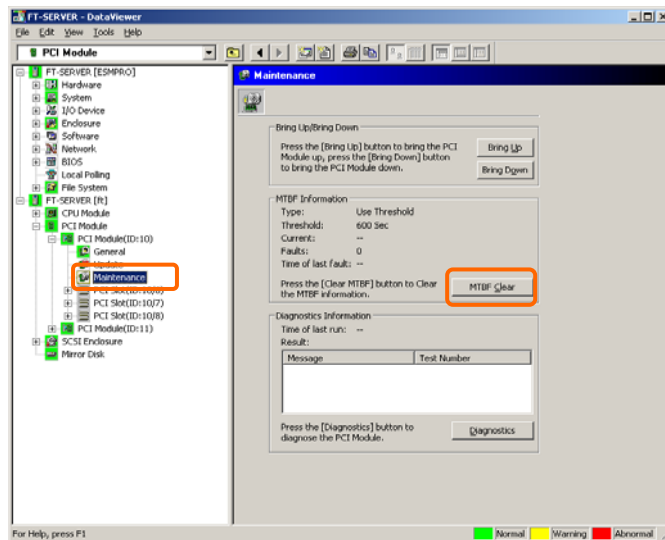 FT-SERVER - DataViewer
File Edit View Tools Help
PCI Module
FT-SERVER [ESMPRO]
Hardware
System
I/O Device
Enclosure
Software
Network
BIOS
Local Polling
File System
FT-SERVER [ft]
CPU Module
PCI Module
PCI Module(ID:10)
General
Update
Maintenance
PCI Slot(ID:10/6)
PCI Slot(ID:10/7)
PCI Slot(ID:10/8)
PCI Module(ID:11)
SCSI Enclosure
Mirror Disk
Maintenance
Bring Up/Bring Down
Press the [Bring Up] button to bring the PCI
Module up, press the [Bring Down] button
to bring the PCI Module down.
Bring Up
Bring Down
MTBF Information
Type: Use Threshold
Threshold: 600 Sec
Current: --
Faults: 0
Time of last fault: --
Press the [Clear MTBF] button to Clear
the MTBF information.
MTBF Clear
Diagnostics Information
Time of last run: --
Result:
Message Test Number
Press the [Diagnostics] button to
diagnose the PCI Module.
Diagnostics
For Help, press F1
Normal Warning Abnormal